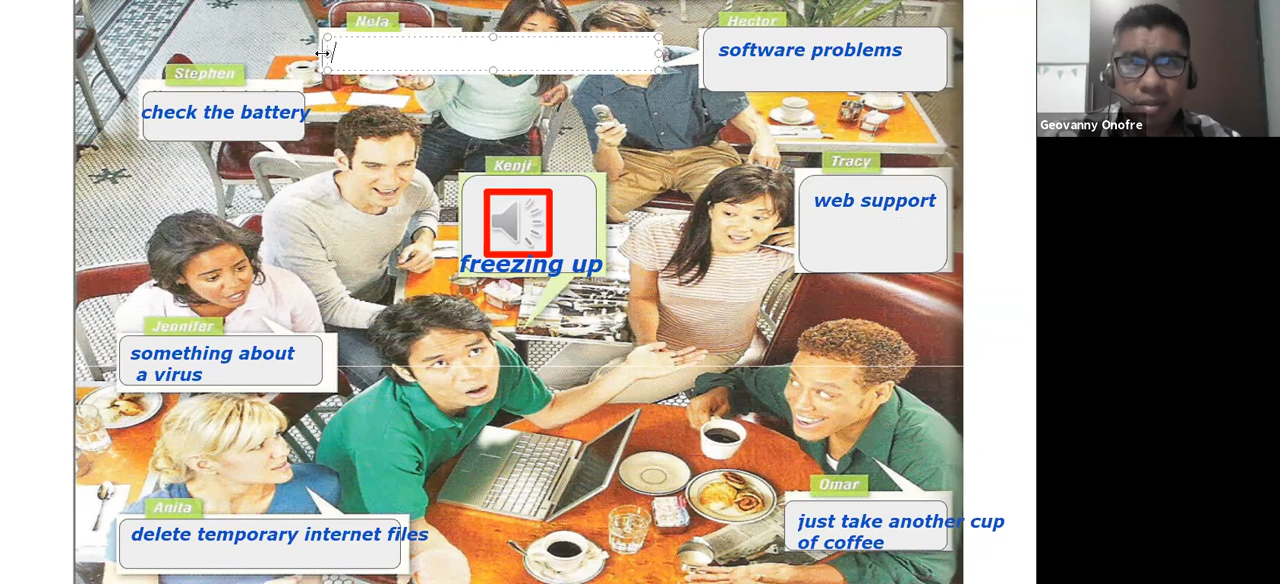 Nela
Hector
software problems
Stephen
check the battery
Kenji
freezing up
Tracy
web support
Jennifer
something about
a virus
Anita
delete temporary internet files
Omar
just take another cup
of coffee
Geovanny Onofre